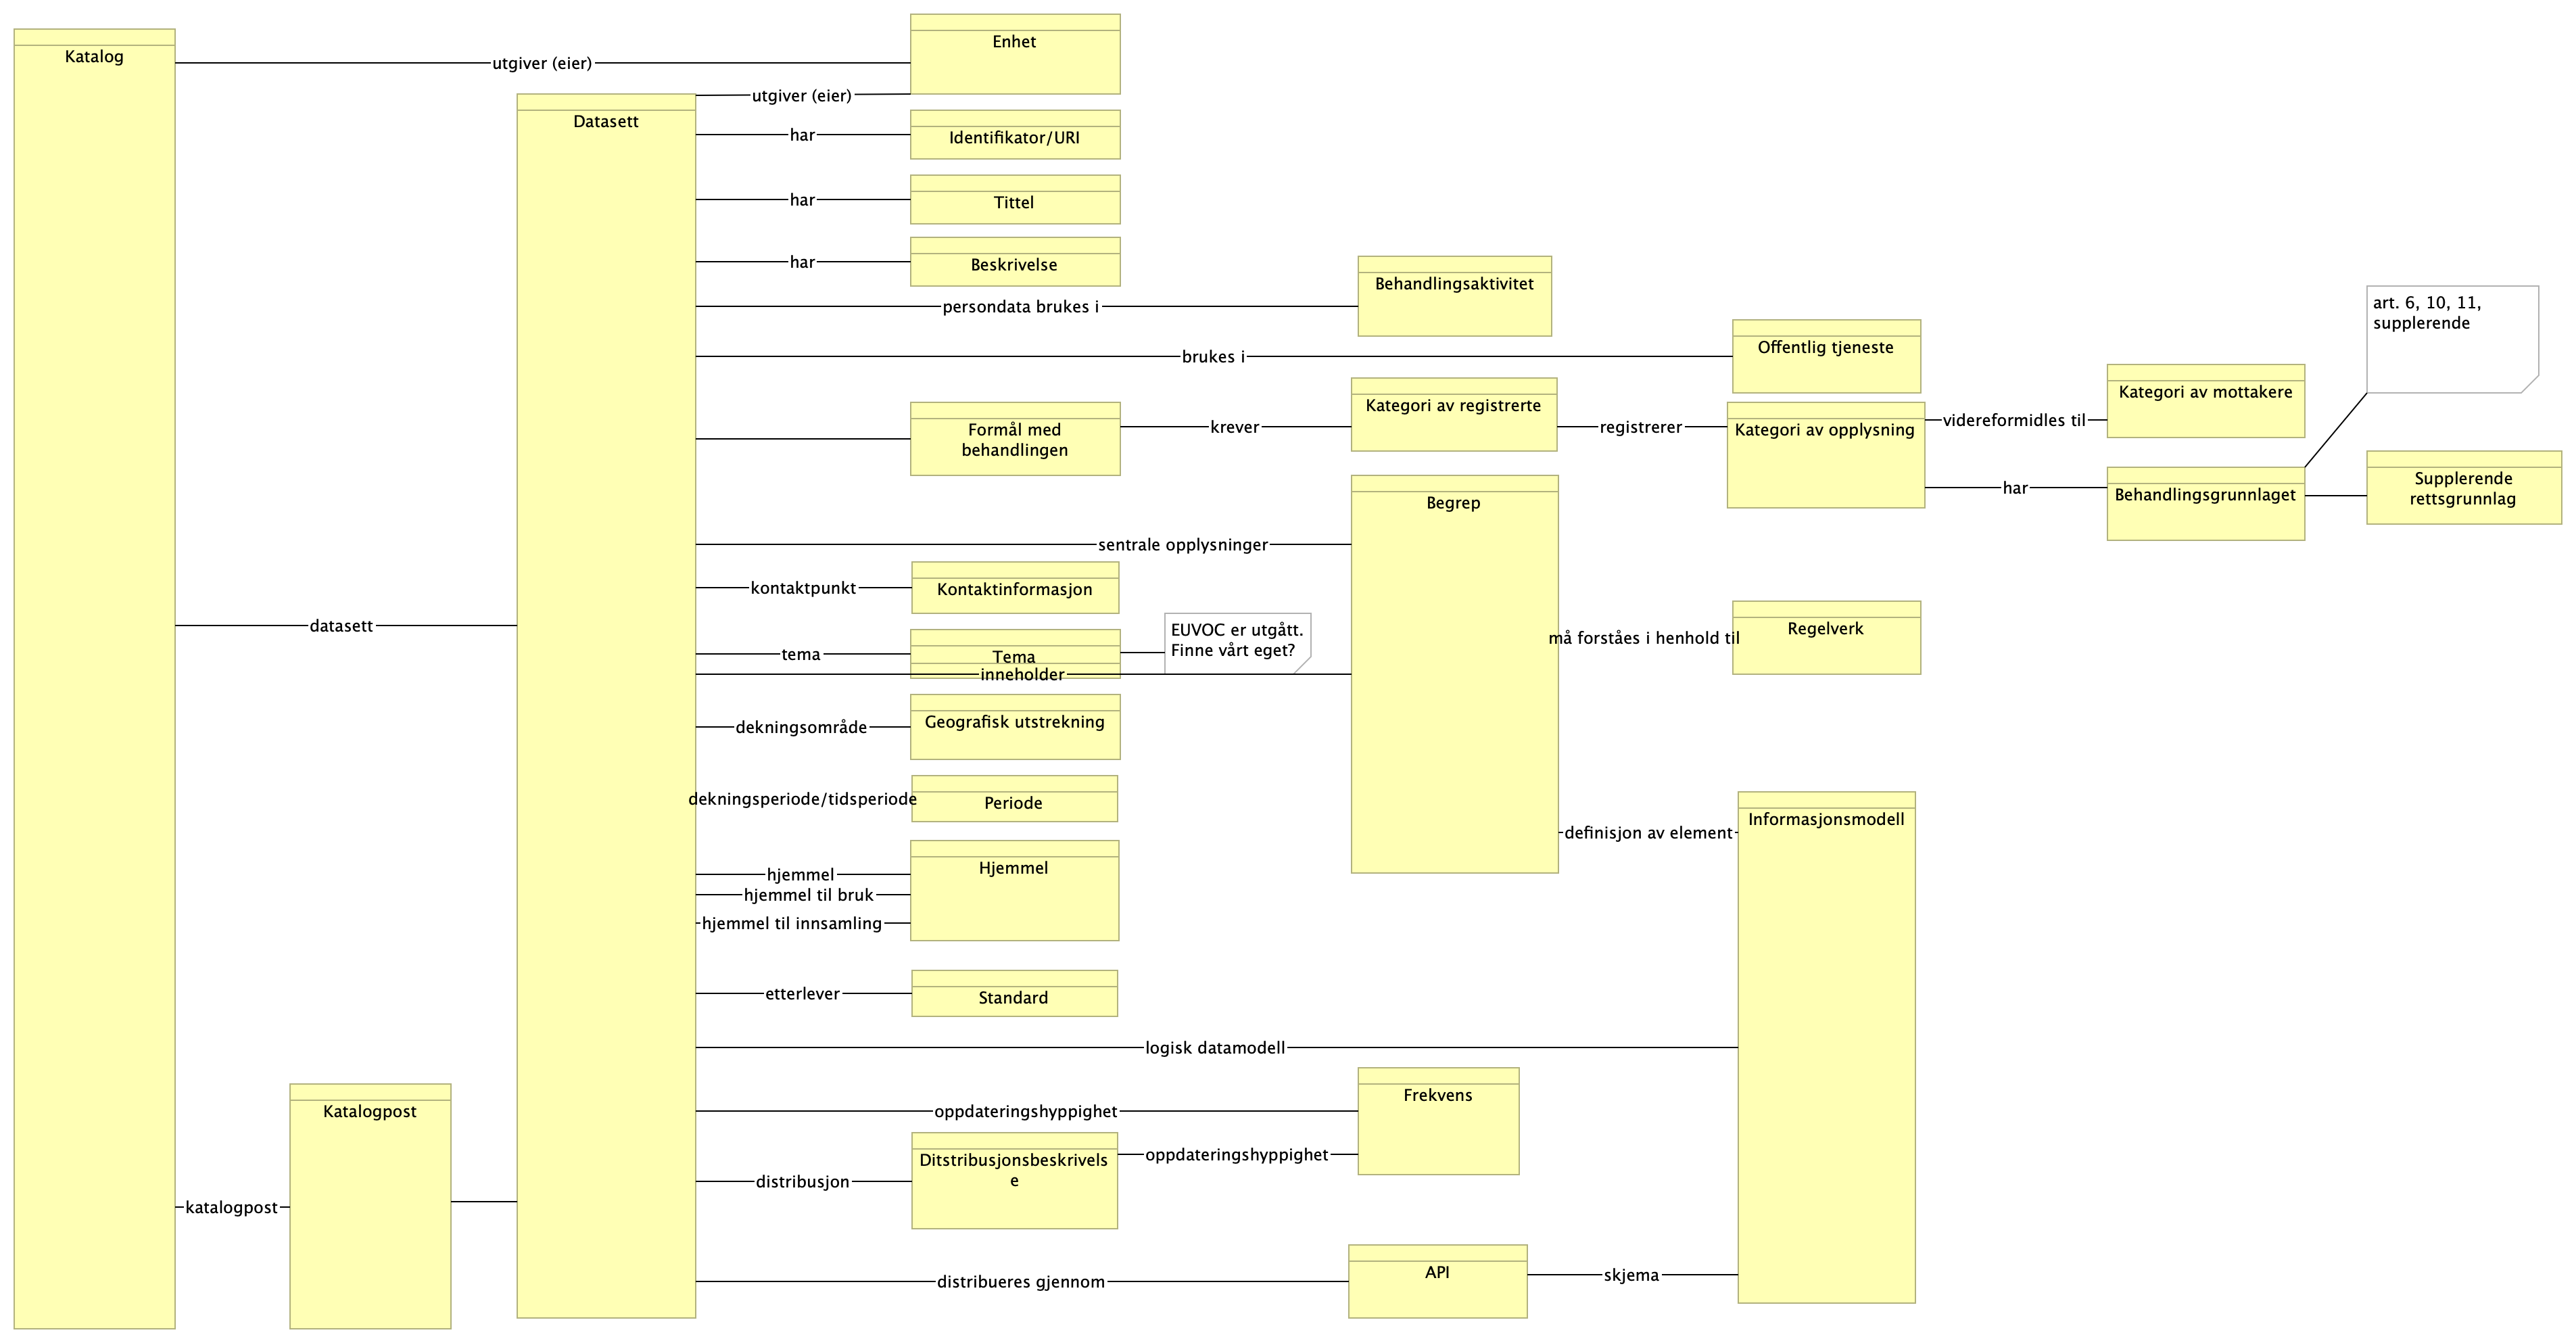 Katalog
utgiver (eier)
Enhet
Datasett
utgiver (eier)
har
Identifikator/URI
har
Tittel
har
Beskrivelse
persondata brukes i
Behandlingsaktivitet
brukes i
Offentlig tjeneste
art. 6, 10, 11,
supplerende
Formål med
behandlingen
krever
Kategori av registrerte
registrerer
Kategori av opplysning
videreformidles til
Kategori av mottakere
har
Behandlingsgrunnlaget
Supplerende
rettsgrunnlag
Begrep
sentrale opplysninger
kontaktpunkt
Kontaktinformasjon
datasett
tema
Tema
EUVOC er utgått.
Finne vårt eget?
inneholder
må forståes i henhold til
Regelverk
dekningsområde
Geografisk utstrekning
dekningsperiode/tidsperiode
Periode
definisjon av element
Informasjonsmodell
hjemmel
hjemmel til bruk
hjemmel til innsamling
Hjemmel
etterlever
Standard
logisk datamodell
Katalogpost
oppdateringshyppighet
Frekvens
distribusjon
Ditstribusjonsbeskrivels
e
oppdateringshyppighet
katalogpost
distribueres gjennom
API
skjema